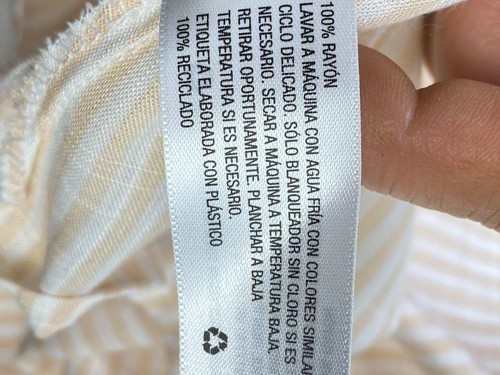 100% RAYÓN
LAVAR A MÁQUINA CON AGUA FRÍA CON COLORES SIMILAR
CICLO DELICADO. SÓLO BLANQUEADOR SIN CLORO SI ES
NECESARIO. SECAR A MÁQUINA A TEMPERATURA BAJA.
RETIRAR OPORTUNAMENTE. PLANCHAR A BAJA
TEMPERATURA SI ES NECESARIO.
ETIQUETA ELABORADA CON PLÁSTICO
100% RECICLADO